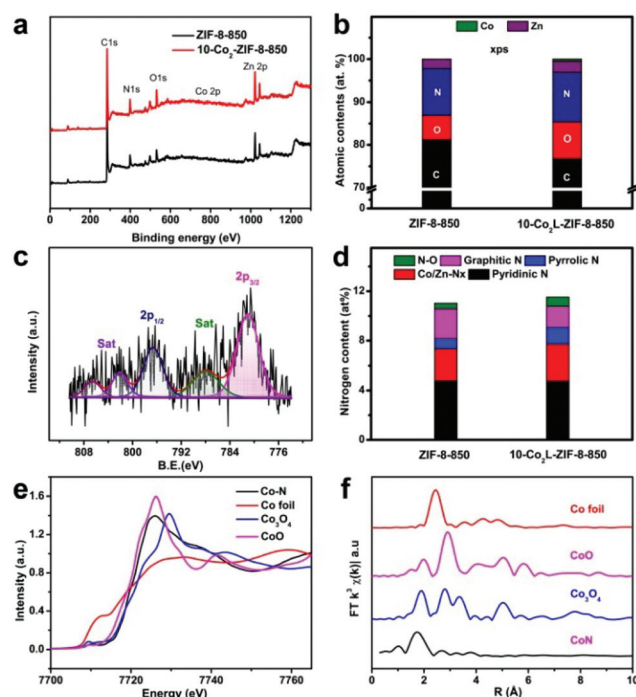 a
ZIF-8-850
10-Co₂-ZIF-8-850
C1s
N1s
O1s
Co 2p
Zn 2p
Intensity (a.u.)
0 200 400 600 800 1000 1200
Binding energy (eV)
b
Co Zn
xps
Atomic contents (at. %)
100
90
80
70
0
N N
O O
C C
ZIF-8-850 10-Co₂L-ZIF-8-850
c
2p3/2
2p1/2
Sat
Sat
Intensity (a.u.)
808 800 792 784 776
B.E.(eV)
d
N-O Graphitic N Pyrrolic N
Co/Zn-Nx Pyridinic N
Nitrogen content (at%)
12
8
4
0
ZIF-8-850 10-Co₂L-ZIF-8-850
e
Co-N
Co foil
Co₃O₄
CoO
Intensity (a.u.)
1.6
1.2
0.8
0.4
0.0
7700 7720 7740 7760
Energy (eV)
f
Co foil
CoO
Co₃O₄
CoN
FT k³ χ(k)| a.u
0 2 4 6 8 10
R (Å)